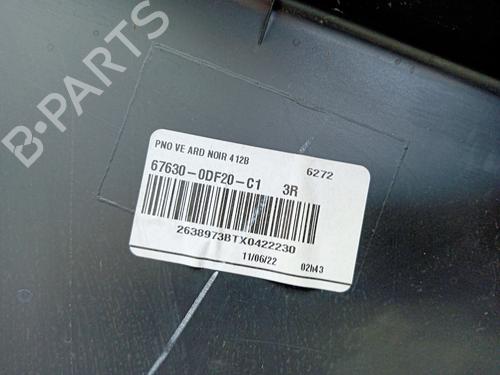 PNO VE ARD NOIR 412B 6272
67630-0DF20-C1 3R
2638973BTX0422230
11/06/22 02h43
B-PARTS